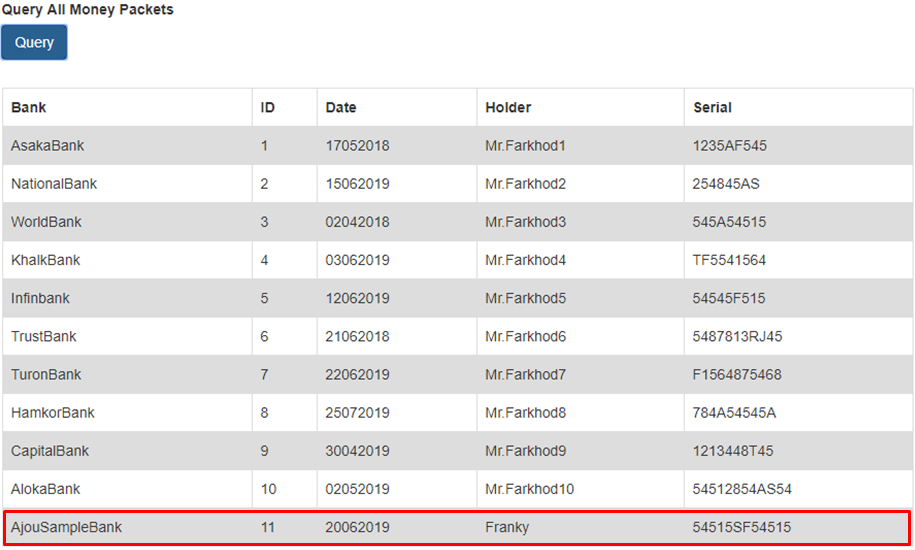 Query All Money Packets
Query
Bank ID Date Holder Serial
AsakaBank 1 17052018 Mr.Farkhod1 1235AF545
NationalBank 2 15062019 Mr.Farkhod2 254845AS
WorldBank 3 02042018 Mr.Farkhod3 545A54515
KhalkBank 4 03062019 Mr.Farkhod4 TF5541564
Infinbank 5 12062019 Mr.Farkhod5 54545F515
TrustBank 6 21062018 Mr.Farkhod6 5487813RJ45
TuronBank 7 22062019 Mr.Farkhod7 F1564875468
HamkorBank 8 25072019 Mr.Farkhod8 784A54545A
CapitalBank 9 30042019 Mr.Farkhod9 1213448T45
AlokaBank 10 02052019 Mr.Farkhod10 54512854AS54
AjouSampleBank 11 20062019 Franky 54515SF54515